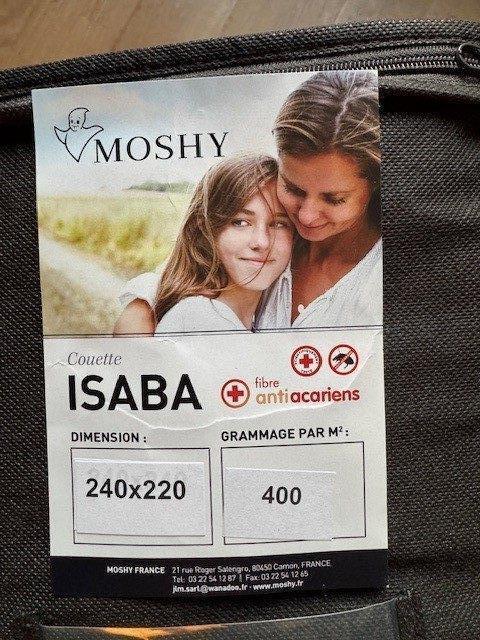 MOSHY
Couette
ISABA
fibre
antiacariens
DIMENSION :
GRAMMAGE PAR M² :
240x220
400
MOSHY FRANCE 21 rue Roger Salengro, 80450 Camon, FRANCE
Tel: 03 22 54 12 87 | Fax: 03 22 54 12 65
jlm.sarl@wanadoo.fr · www.moshy.fr